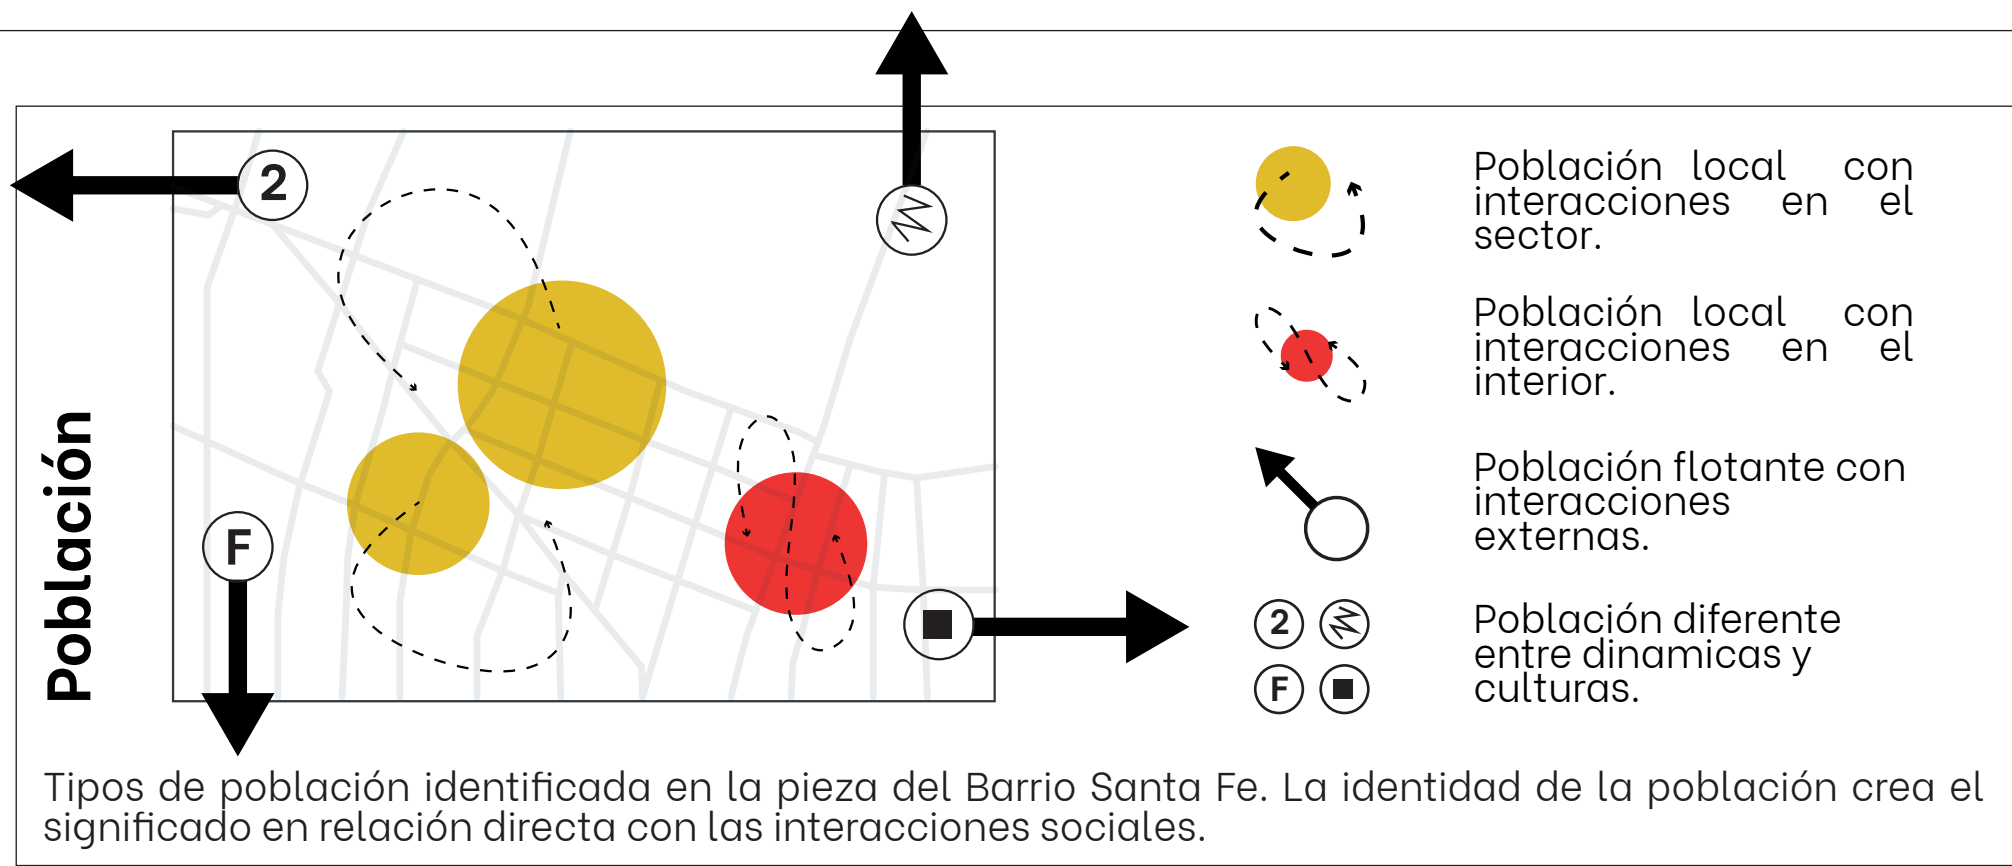 Población
2
F
Población local con
interacciones en el
sector.
Población local con
interacciones en el
interior.
Población flotante con
interacciones
externas.
2
F
Población diferente
entre dinamicas y
culturas.
Tipos de población identificada en la pieza del Barrio Santa Fe. La identidad de la población crea el
significado en relación directa con las interacciones sociales.